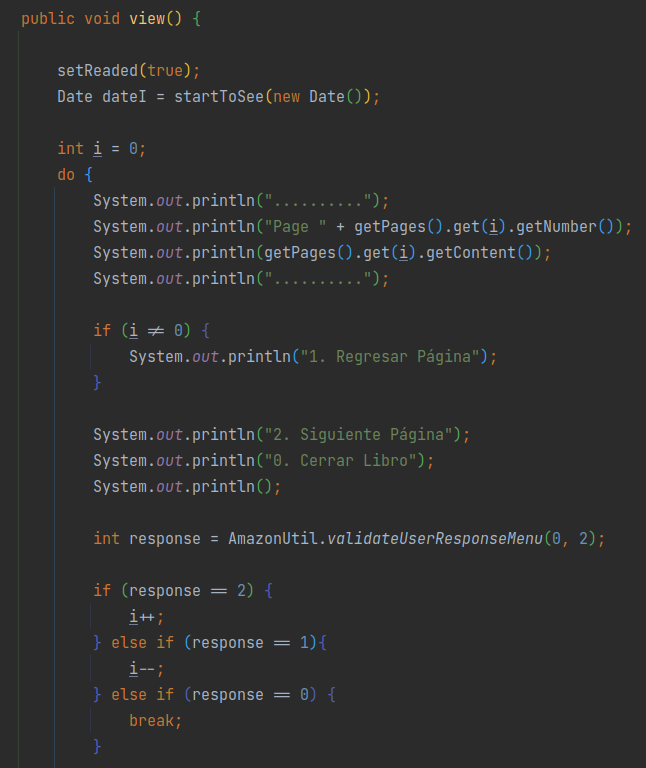 public void view() {
setReaded(true);
Date dateI = startToSee(new Date());
int i = 0;
do {
System.out.println("..........");
System.out.println("Page " + getPages().get(i).getNumber());
System.out.println(getPages().get(i).getContent());
System.out.println("..........");
if (i != 0) {
System.out.println("1. Regresar Página");
}
System.out.println("2. Siguiente Página");
System.out.println("0. Cerrar Libro");
System.out.println();
int response = AmazonUtil.validateUserResponseMenu(0, 2);
if (response == 2) {
i++;
} else if (response == 1){
i--;
} else if (response == 0) {
break;
}